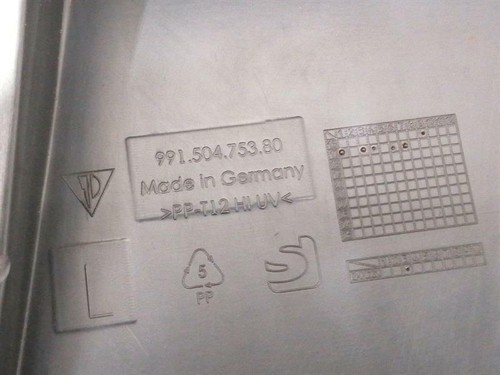 991.504.753.80
Made in Germany
>PP-T12-HI-UV<
L
5
PP